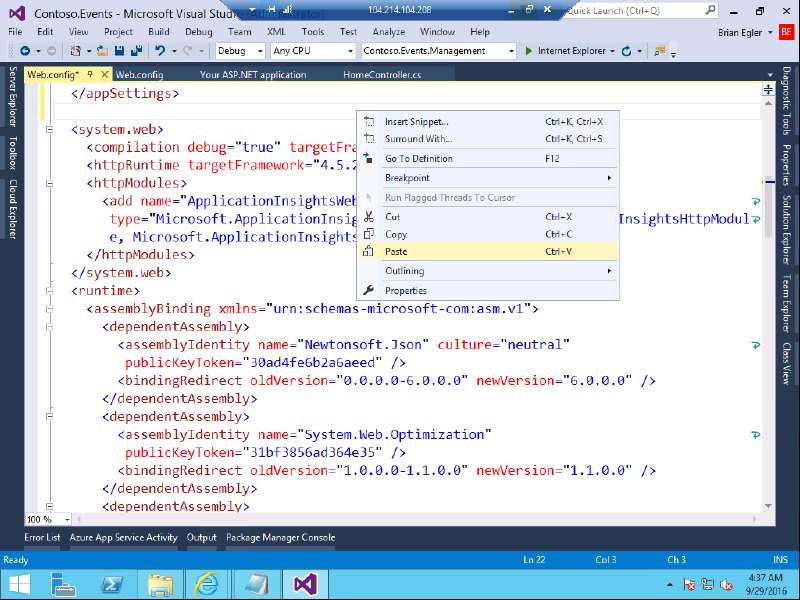 Contoso.Events - Microsoft Visual Stud
104.214.104.208
Quick Launch (Ctrl+Q)
File Edit View Project Build Debug Team XML Tools Test Analyze Window Help
Brian Egler BE
Debug Any CPU Contoso.Events.Management Internet Explorer
Web.config* Web.config Your ASP.NET application HomeController.cs
Server Explorer
Toolbox
Cloud Explorer
</appSettings>
<system.web>
<compilation debug="true" targetFra
<httpRuntime targetFramework="4.5.2
<httpModules>
<add name="ApplicationInsightsWeb
type="Microsoft.ApplicationInsig InsightsHttpModul
e, Microsoft.ApplicationInsights
</httpModules>
</system.web>
<runtime>
<assemblyBinding xmlns="urn:schemas-microsoft-com:asm.v1">
<dependentAssembly>
<assemblyIdentity name="Newtonsoft.Json" culture="neutral"
publicKeyToken="30ad4fe6b2a6aeed" />
<bindingRedirect oldVersion="0.0.0.0-6.0.0.0" newVersion="6.0.0.0" />
</dependentAssembly>
<dependentAssembly>
<assemblyIdentity name="System.Web.Optimization"
publicKeyToken="31bf3856ad364e35" />
<bindingRedirect oldVersion="1.0.0.0-1.1.0.0" newVersion="1.1.0.0" />
</dependentAssembly>
<dependentAssembly>
Insert Snippet... Ctrl+K, Ctrl+X
Surround With... Ctrl+K, Ctrl+S
Go To Definition F12
Breakpoint
Run Flagged Threads To Cursor
Cut Ctrl+X
Copy Ctrl+C
Paste Ctrl+V
Outlining
Properties
Diagnostic Tools
Properties
Solution Explorer
Team Explorer
Class View
100 %
Error List Azure App Service Activity Output Package Manager Console
Ready Ln 22 Col 3 Ch 3 INS
4:37 AM
9/29/2016